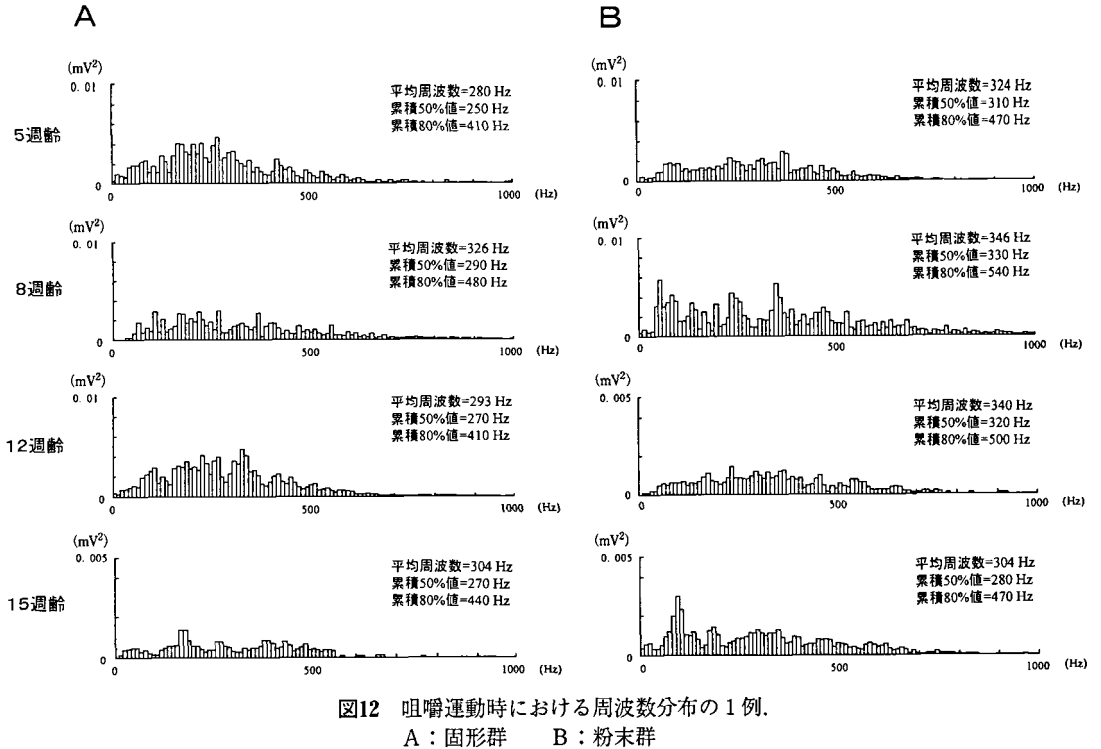 A
B
5週齢
(mV²)
0.01
0
500
1000 (Hz)
平均周波数=280 Hz
累積50%値=250 Hz
累積80%値=410 Hz
(mV²)
0.01
0
0
500
1000 (Hz)
平均周波数=324 Hz
累積50%値=310 Hz
累積80%値=470 Hz
8週齢
(mV²)
0.01
0
0
500
1000 (Hz)
平均周波数=326 Hz
累積50%値=290 Hz
累積80%値=480 Hz
(mV²)
0.01
0
0
500
1000 (Hz)
平均周波数=346 Hz
累積50%値=330 Hz
累積80%値=540 Hz
12週齢
(mV²)
0.01
0
0
500
1000 (Hz)
平均周波数=293 Hz
累積50%値=270 Hz
累積80%値=410 Hz
(mV²)
0.005
0
0
500
1000 (Hz)
平均周波数=340 Hz
累積50%値=320 Hz
累積80%値=500 Hz
15週齢
(mV²)
0.005
0
0
500
1000 (Hz)
平均周波数=304 Hz
累積50%値=270 Hz
累積80%値=440 Hz
(mV²)
0.005
0
0
500
1000 (Hz)
平均周波数=304 Hz
累積50%値=280 Hz
累積80%値=470 Hz
図12 咀嚼運動時における周波数分布の1例.
A：固形群 B：粉末群